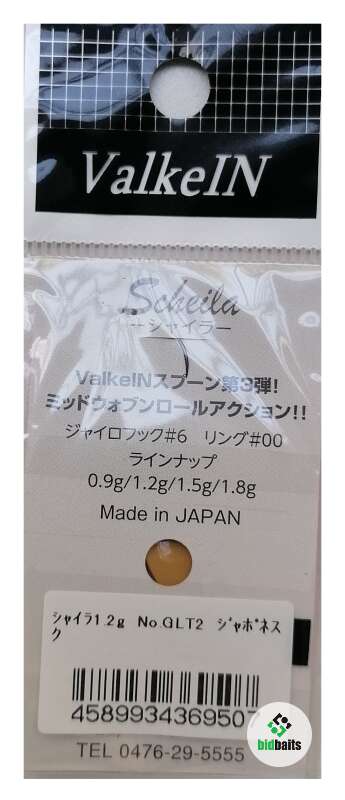 ValkeIN
Scheila
ーシャイラー
ValkeINスプーン第3弾!
ミッドウォブンロールアクション!!
ジャイロフック#6 リング#00
ラインナップ
0.9g/1.2g/1.5g/1.8g
Made in JAPAN
シャイラ1.2g No.GLT2 ジャポネス
ク
4589934369507
bidbaits
TEL 0476-29-5555